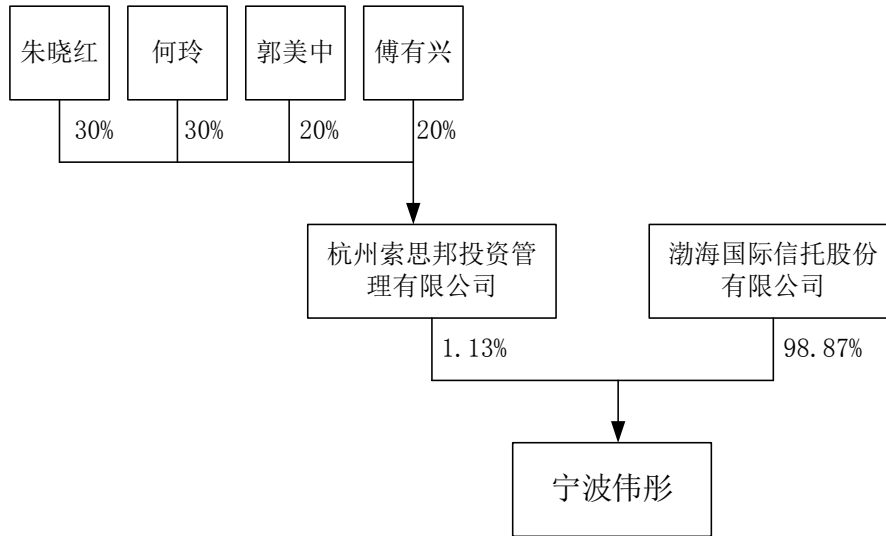 朱晓红
何玲
郭美中
傅有兴
30%
30%
20%
20%
杭州索思邦投资管
理有限公司
渤海国际信托股份
有限公司
1.13%
98.87%
宁波伟彤